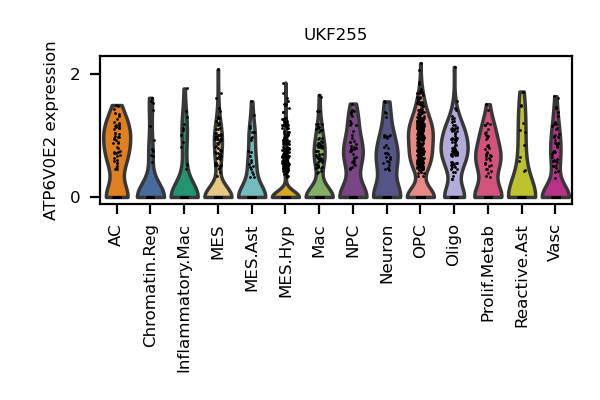 UKF255
ATP6V0E2 expression
2
0
AC
Chromatin.Reg
Inflammatory.Mac
MES
MES.Ast
MES.Hyp
Mac
NPC
Neuron
OPC
Oligo
Prolif.Metab
Reactive.Ast
Vasc